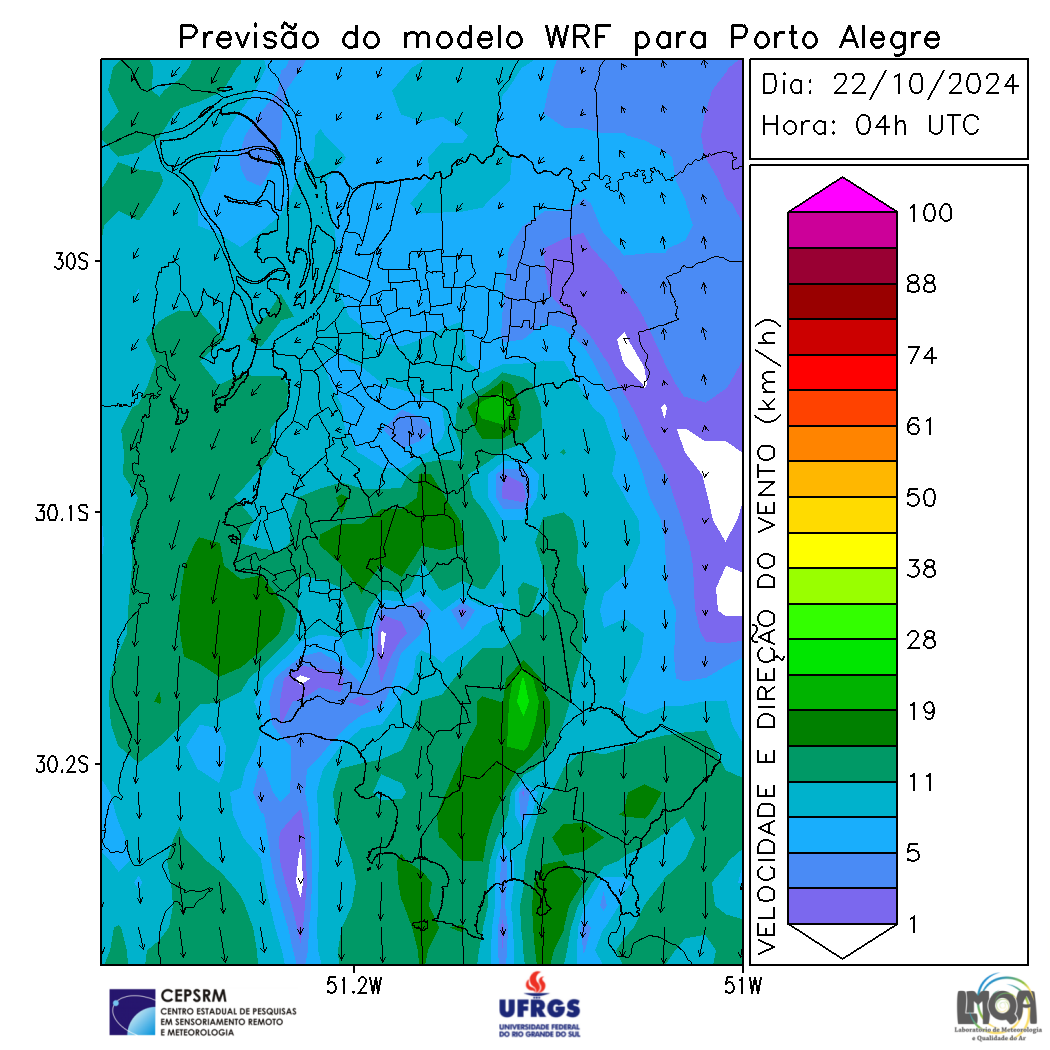 Previsão do modelo WRF para Porto Alegre
Dia: 22/10/2024
Hora: 04h UTC
30S
30.1S
30.2S
51.2W
51W
VELOCIDADE E DIREÇÃO DO VENTO (km/h)
100
88
74
61
50
38
28
19
11
5
1
CEPSRM
CENTRO ESTADUAL DE PESQUISAS
EM SENSORIAMENTO REMOTO
E METEOROLOGIA
UFRGS
UNIVERSIDADE FEDERAL
DO RIO GRANDE DO SUL
LMQA
Laboratório de Meteorologia
e Qualidade do Ar